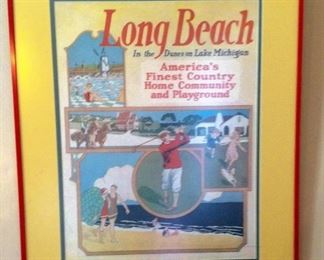 Long Beach
In the Dunes on Lake Michigan
America's
Finest Country
Home Community
and Playground